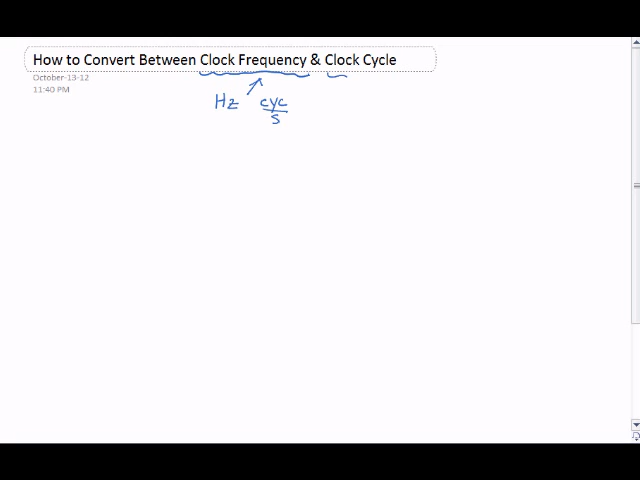 How to Convert Between Clock Frequency & Clock Cycle
October-13-12
11:40 PM
Hz cyc
s